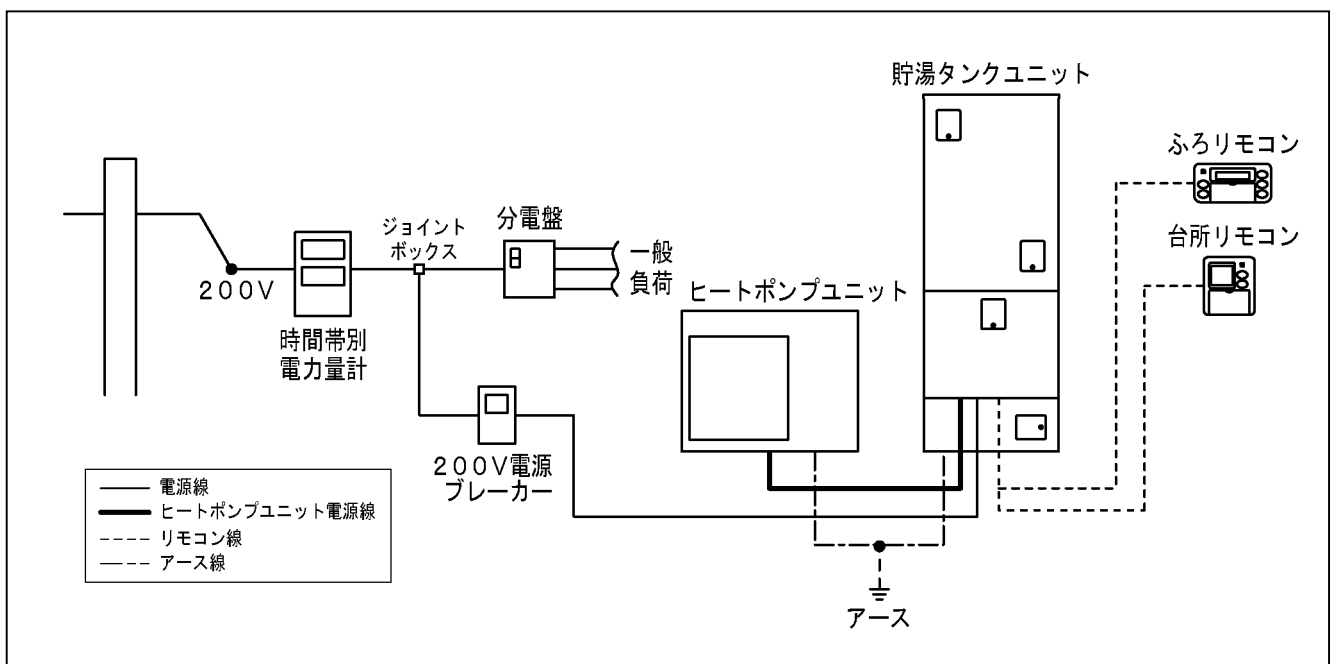 貯湯タンクユニット
ふろリモコン
台所リモコン
ジョイント
ボックス
分電盤
一般
負荷
ヒートポンプユニット
200V
時間帯別
電力量計
200V電源
ブレーカー
電源線
ヒートポンプユニット電源線
リモコン線
アース線
アース